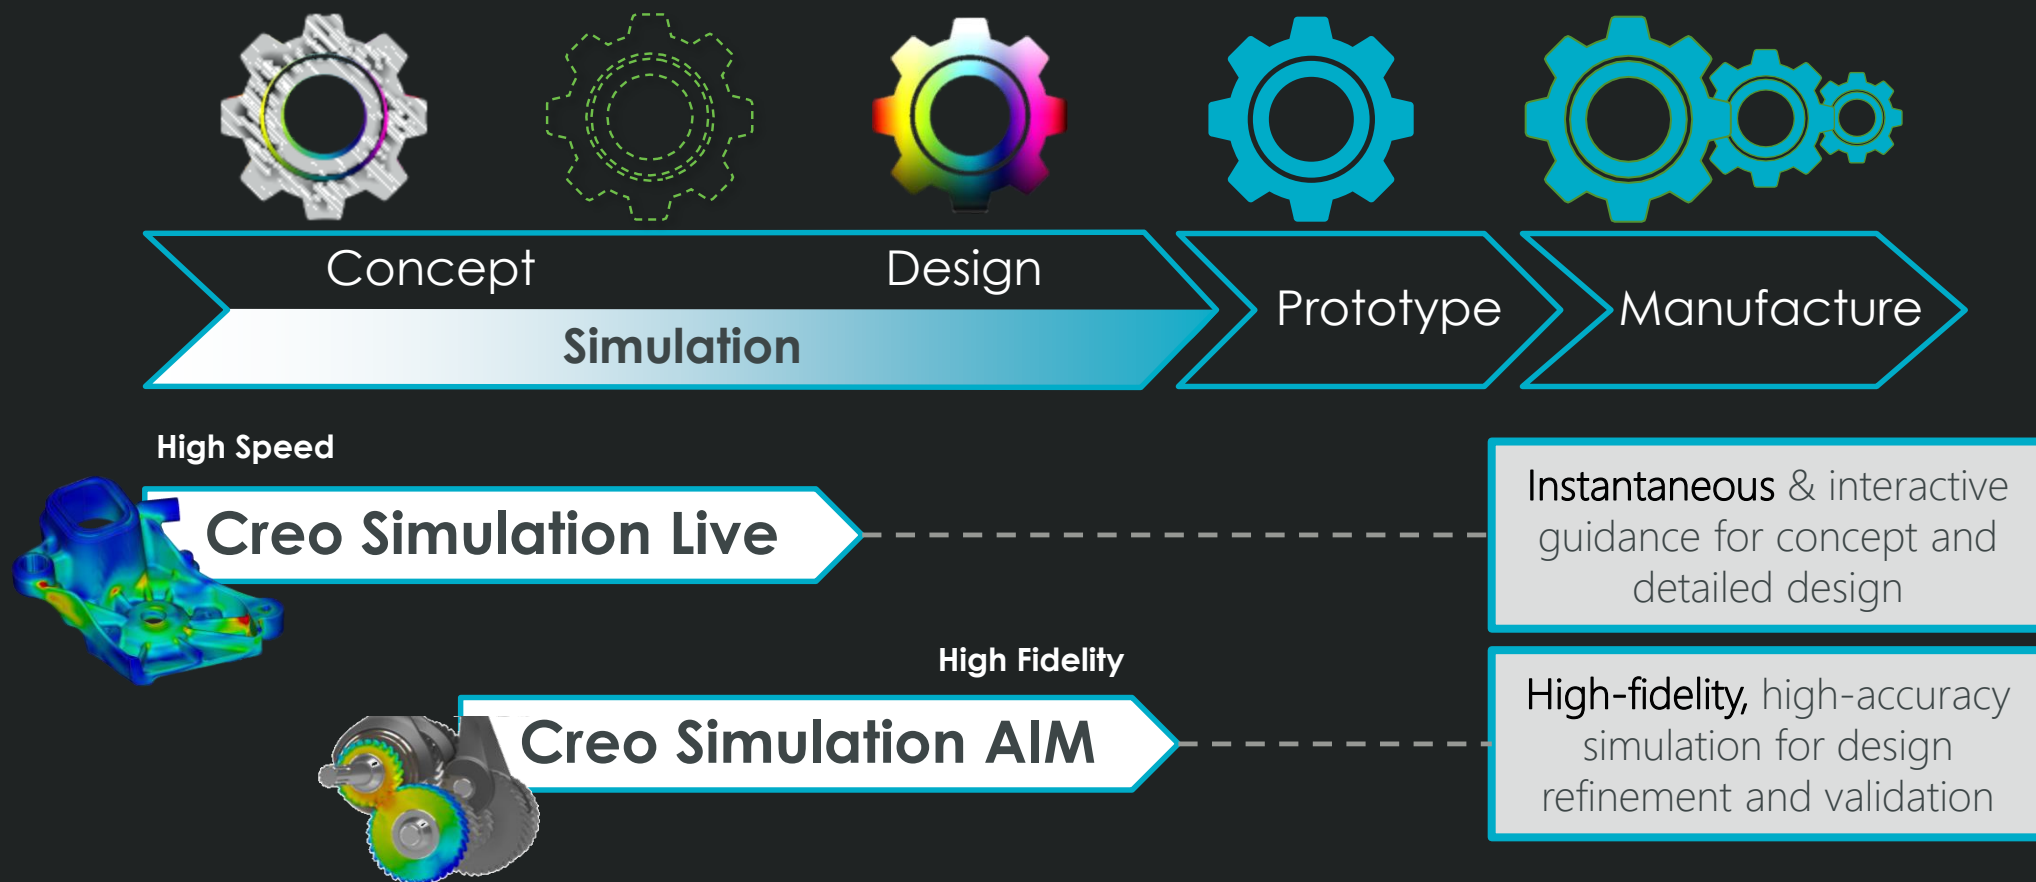 Concept
Design
Simulation
Prototype
Manufacture
High Speed
Creo Simulation Live
Instantaneous & interactive
guidance for concept and
detailed design
High Fidelity
Creo Simulation AIM
High-fidelity, high-accuracy
simulation for design
refinement and validation